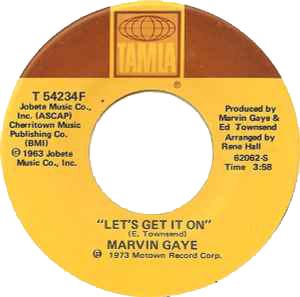 TAMLA
T 54234F
Jobete Music Co.,
Inc. (ASCAP)
Cherritown Music
Publishing Co.
(BMI)
℗ 1963 Jobete
Music Co., Inc.
Produced by
Marvin Gaye &
Ed Townsend
Arranged by
Rene Hall
62062-S
Time 3:58
"LET'S GET IT ON"
(E. Townsend)
MARVIN GAYE
℗ 1973 Motown Record Corp.